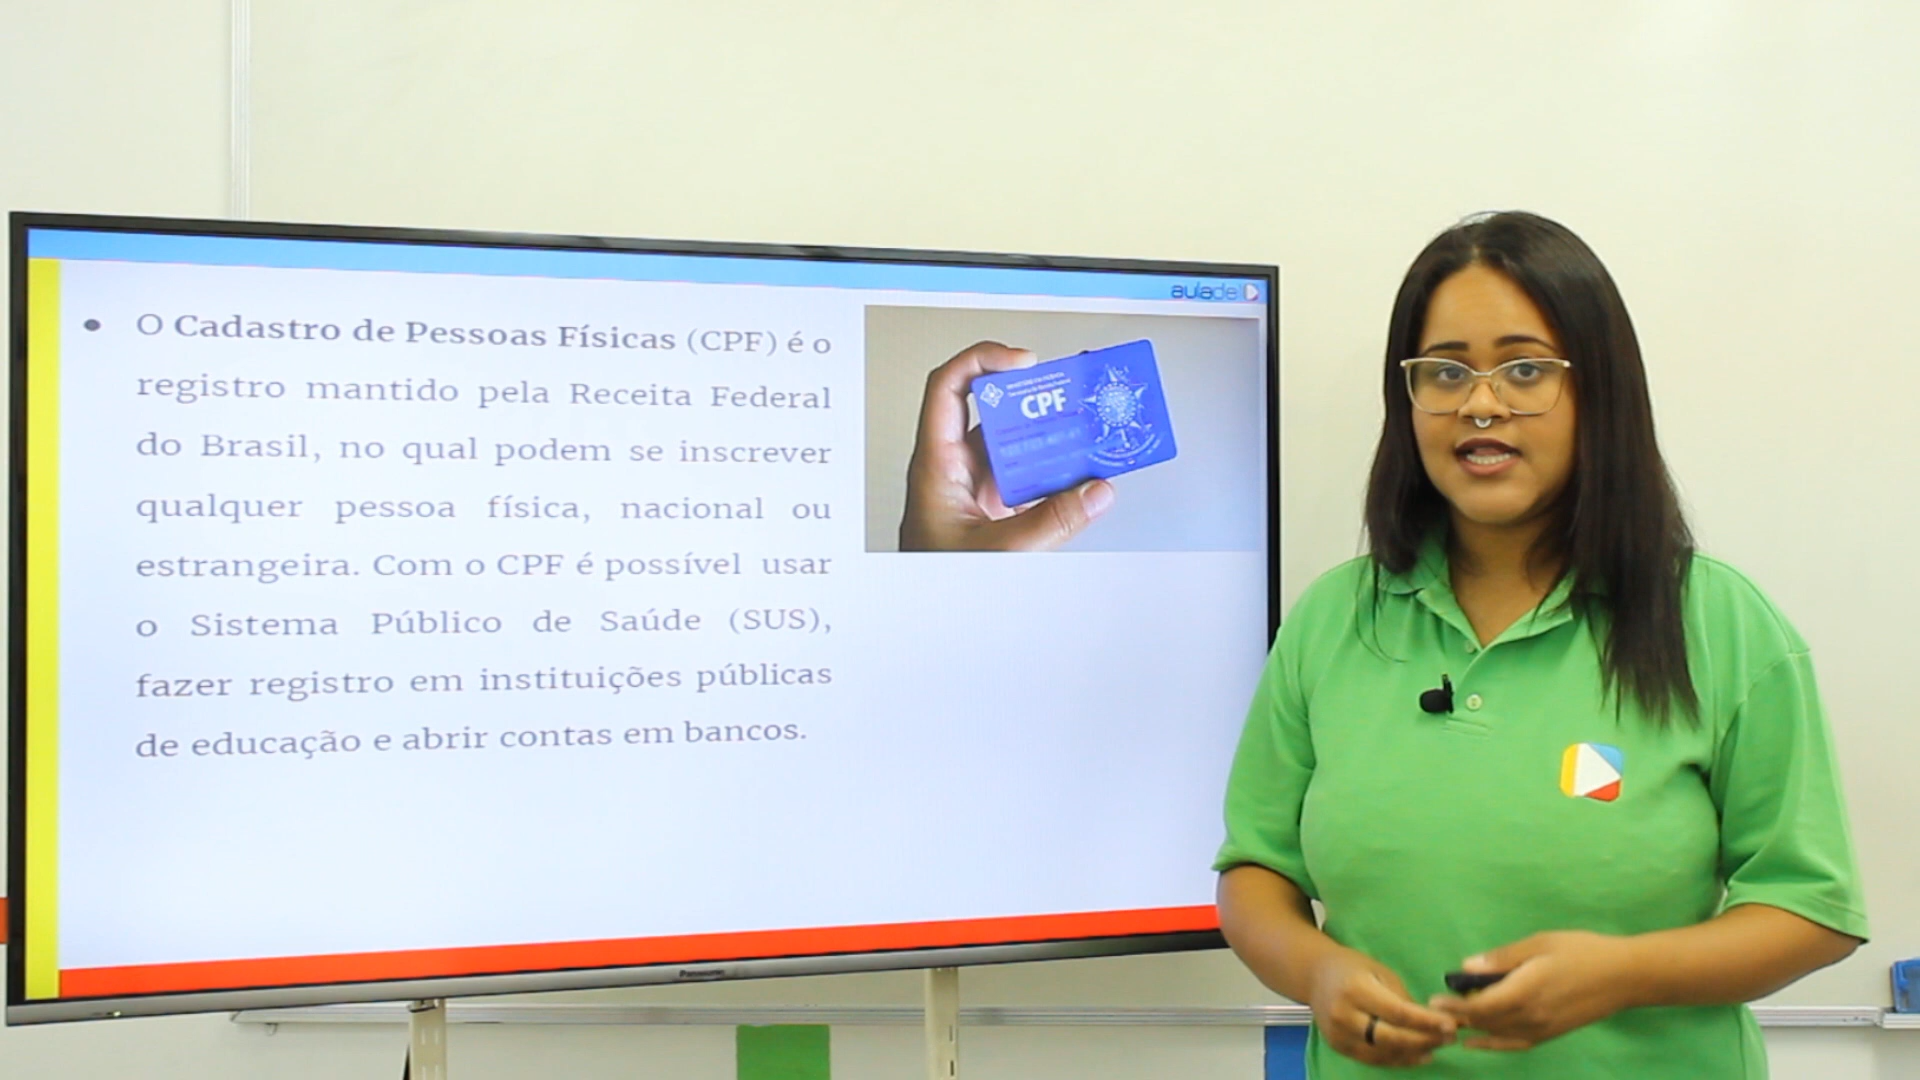 aulade
O Cadastro de Pessoas Físicas (CPF) é o
registro mantido pela Receita Federal
do Brasil, no qual podem se inscrever
qualquer pessoa física, nacional ou
estrangeira. Com o CPF é possível usar
o Sistema Público de Saúde (SUS),
fazer registro em instituições públicas
de educação e abrir contas em bancos.
CPF
Panasonic